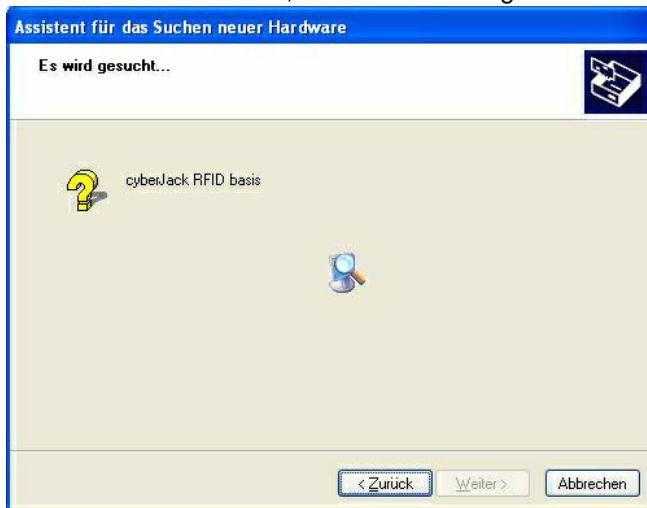 Assistent für das Suchen neuer Hardware
Es wird gesucht...
cyberJack RFID basis
< Zurück
Weiter >
Abbrechen